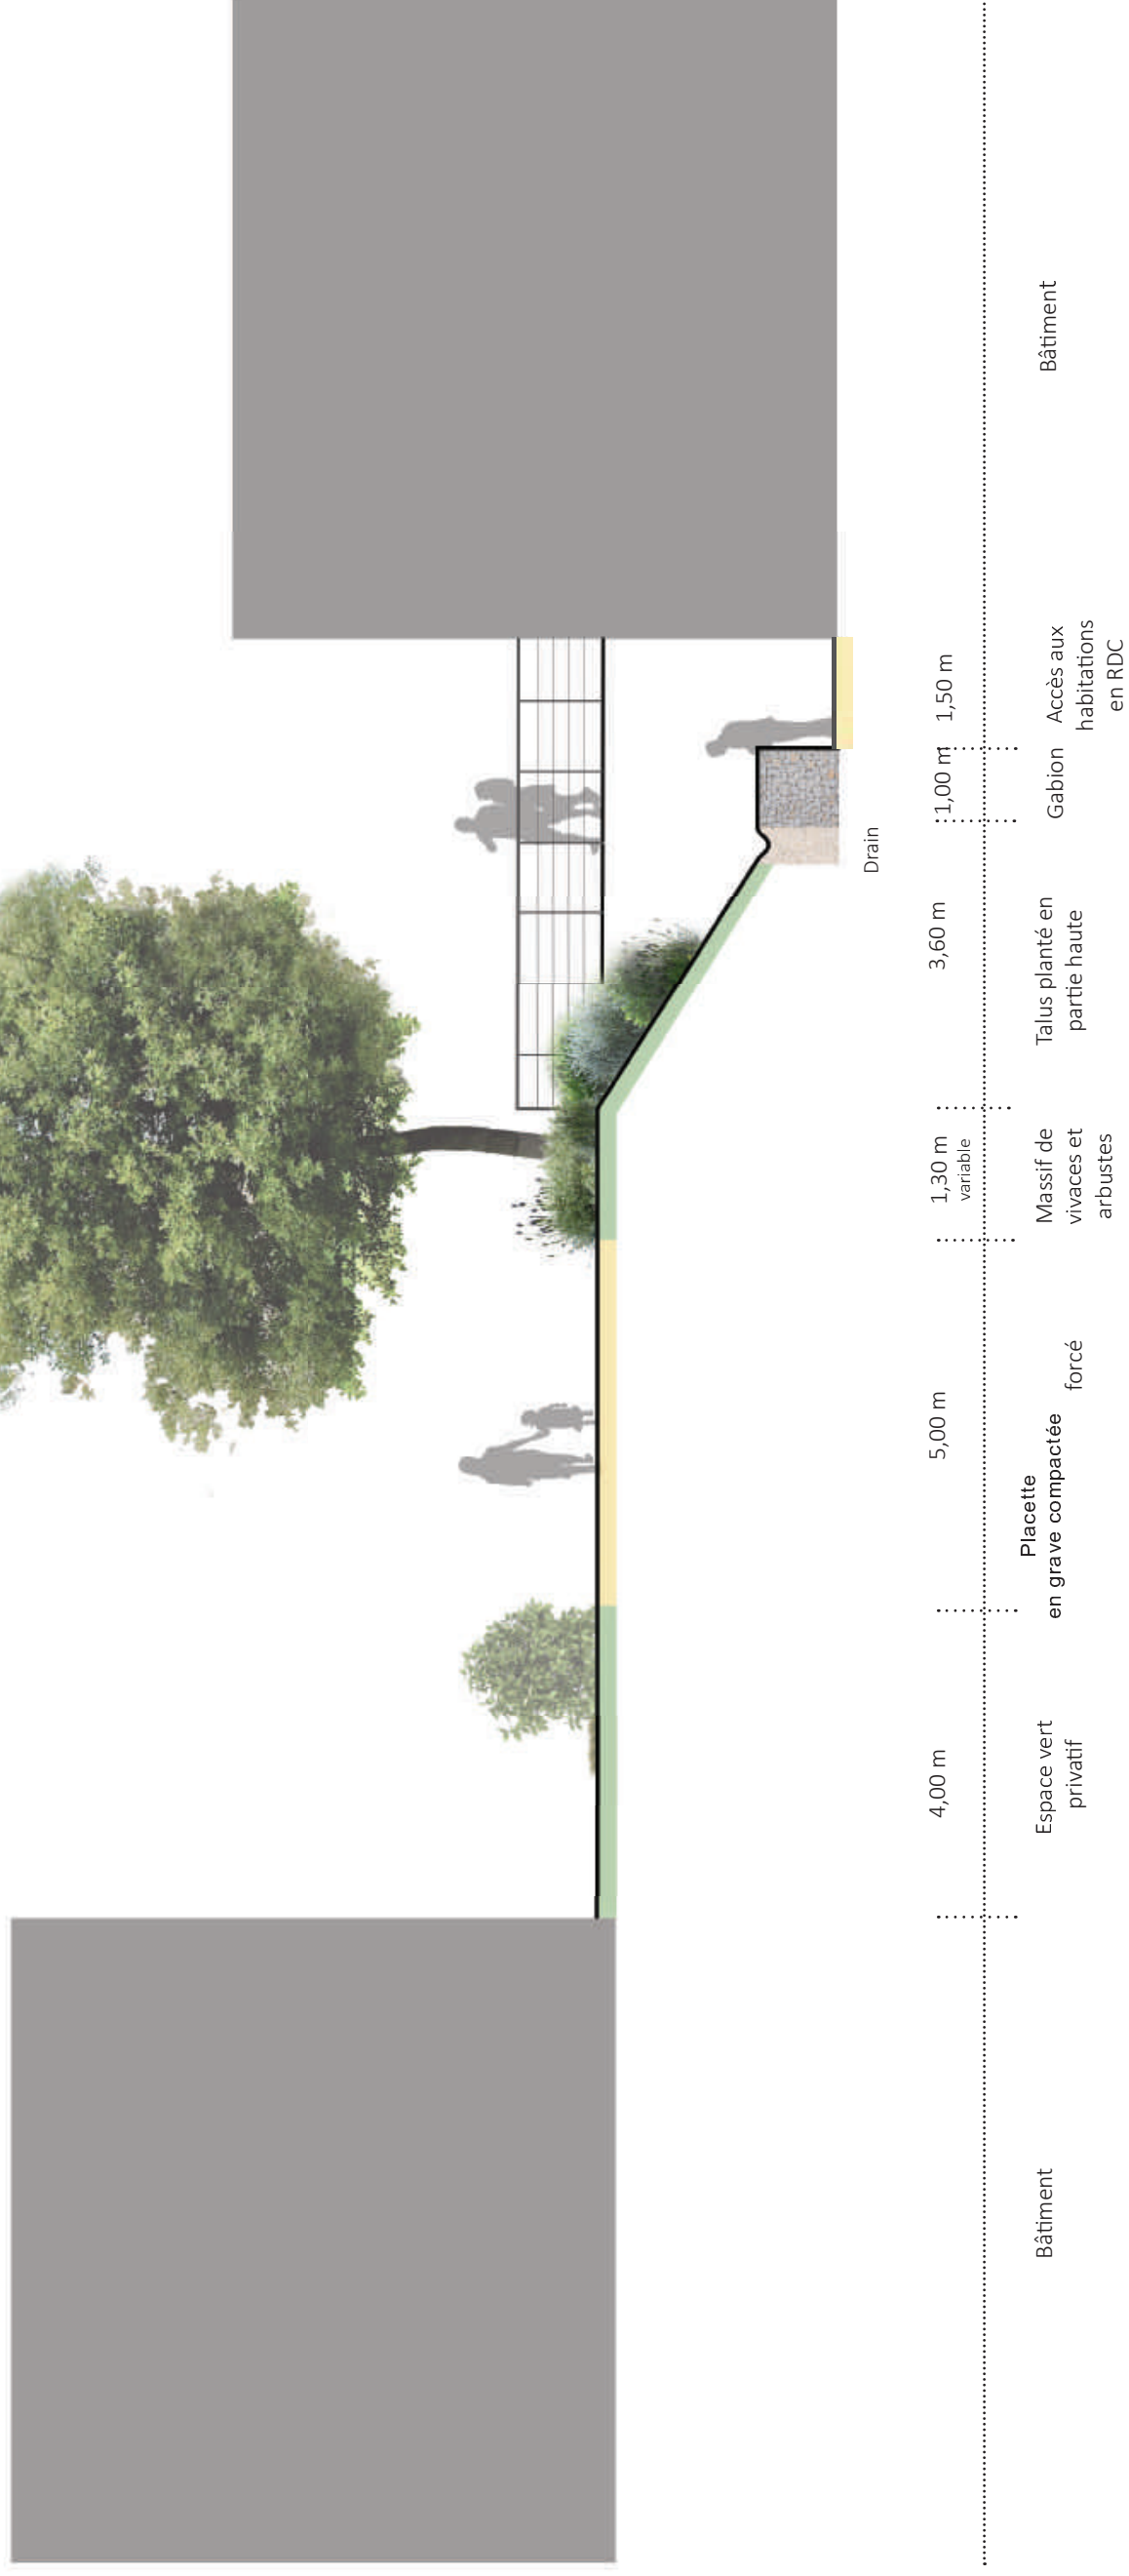 4,00 m
5,00 m
1,30 m
variable
3,60 m
1,00 m
1,50 m
Drain
Bâtiment
Espace vert
privatif
Placette
en grave compactée
forcé
Massif de
vivaces et
arbustes
Talus planté en
partie haute
Gabion
Accès aux
habitations
en RDC
Bâtiment